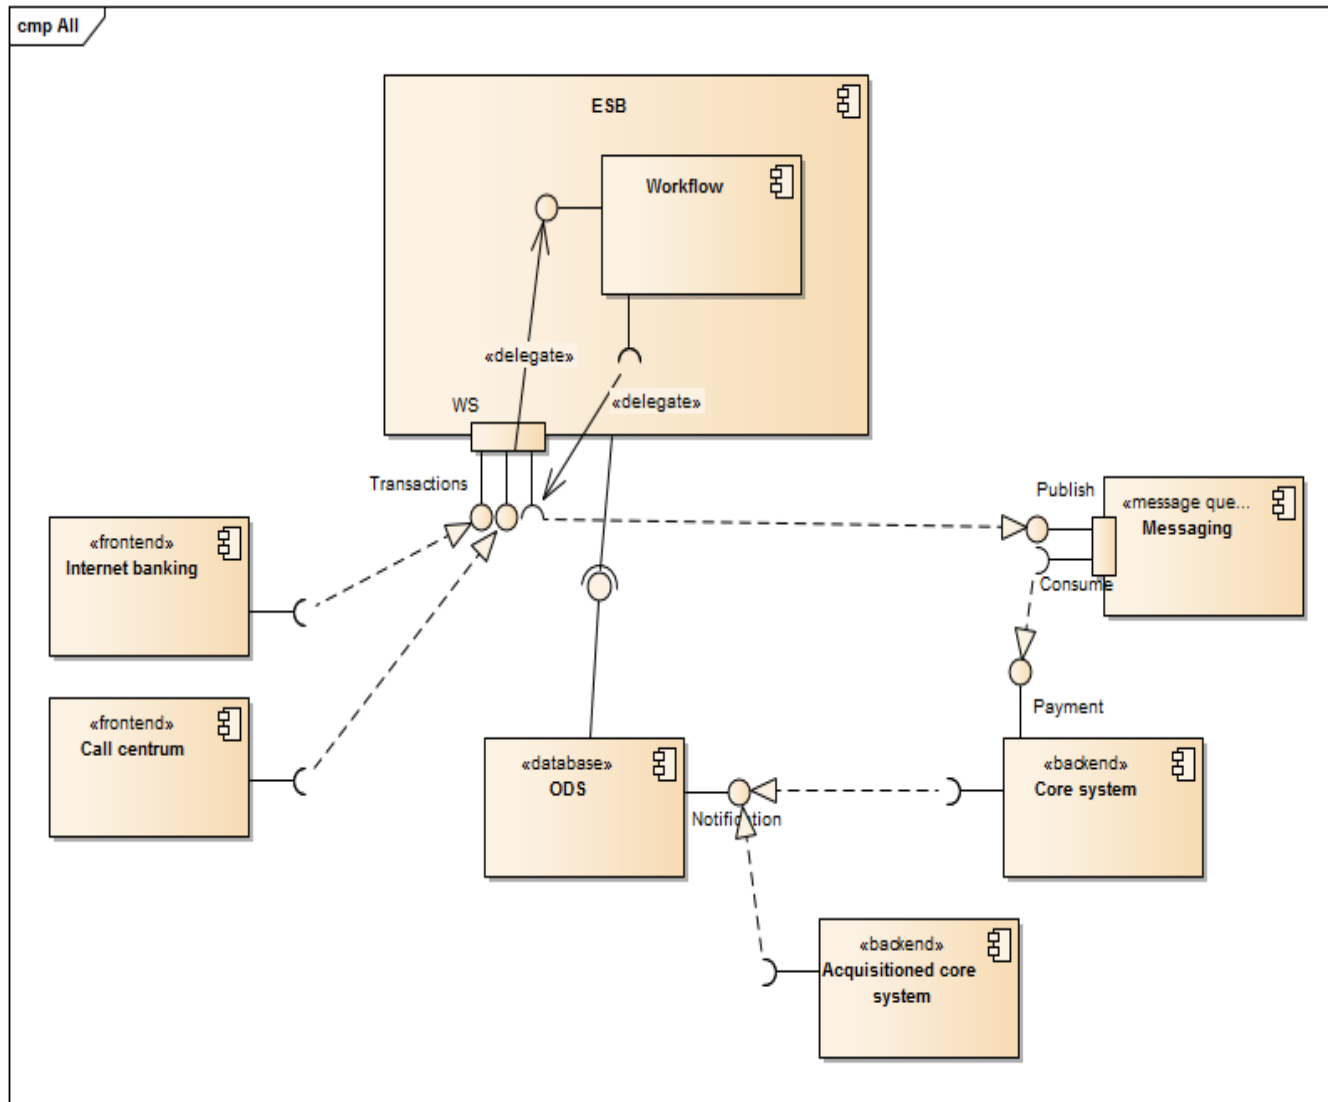 cmp All
ESB
Workflow
«delegate»
«delegate»
WS
Transactions
Publish
«message que...
Messaging
«frontend»
Internet banking
Consume
«frontend»
Call centrum
Payment
«database»
ODS
«backend»
Core system
Notification
«backend»
Acquisitioned core
system